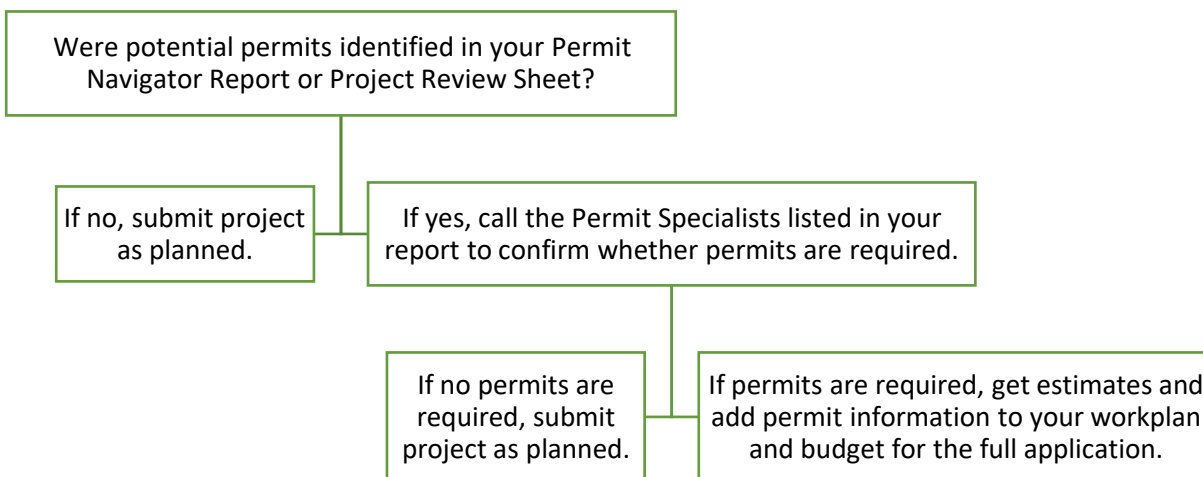 Were potential permits identified in your Permit
Navigator Report or Project Review Sheet?
If no, submit project
as planned.
If yes, call the Permit Specialists listed in your
report to confirm whether permits are required.
If no permits are
required, submit
project as planned.
If permits are required, get estimates and
add permit information to your workplan
and budget for the full application.